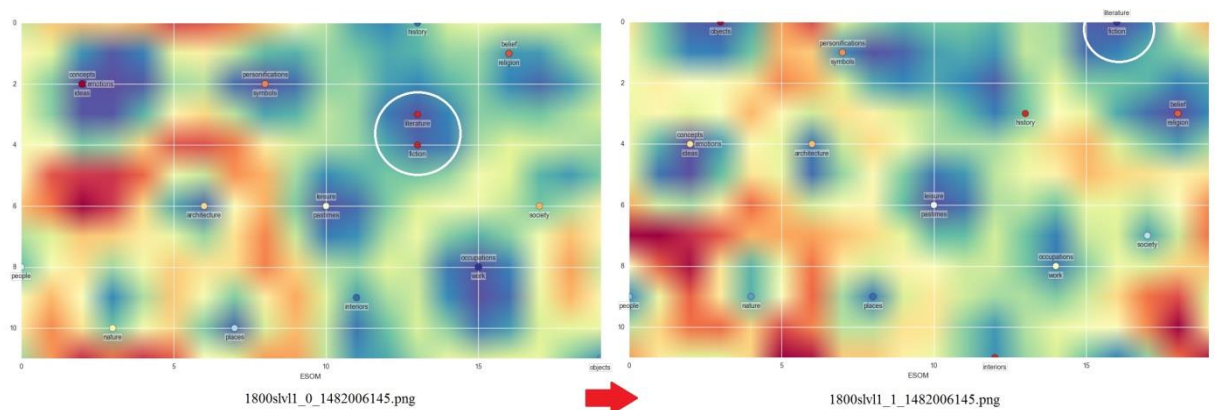 0
history
belief
religion
2
concepts
emotions
ideas
personifications
symbols
literature
4
fiction
6
architecture
leisure
pastimes
society
8
people
occupations
work
interiors
10
nature
places
0
5
10
15
ESOM
objects
1800slvl1_0_1482006145.png
literature
0
objects
fiction
personifications
symbols
2
belief
religion
history
4
concepts
emotions
ideas
architecture
6
leisure
pastimes
society
8
occupations
work
people
nature
places
10
0
5
10
15
ESOM
interiors
1800slvl1_1_1482006145.png